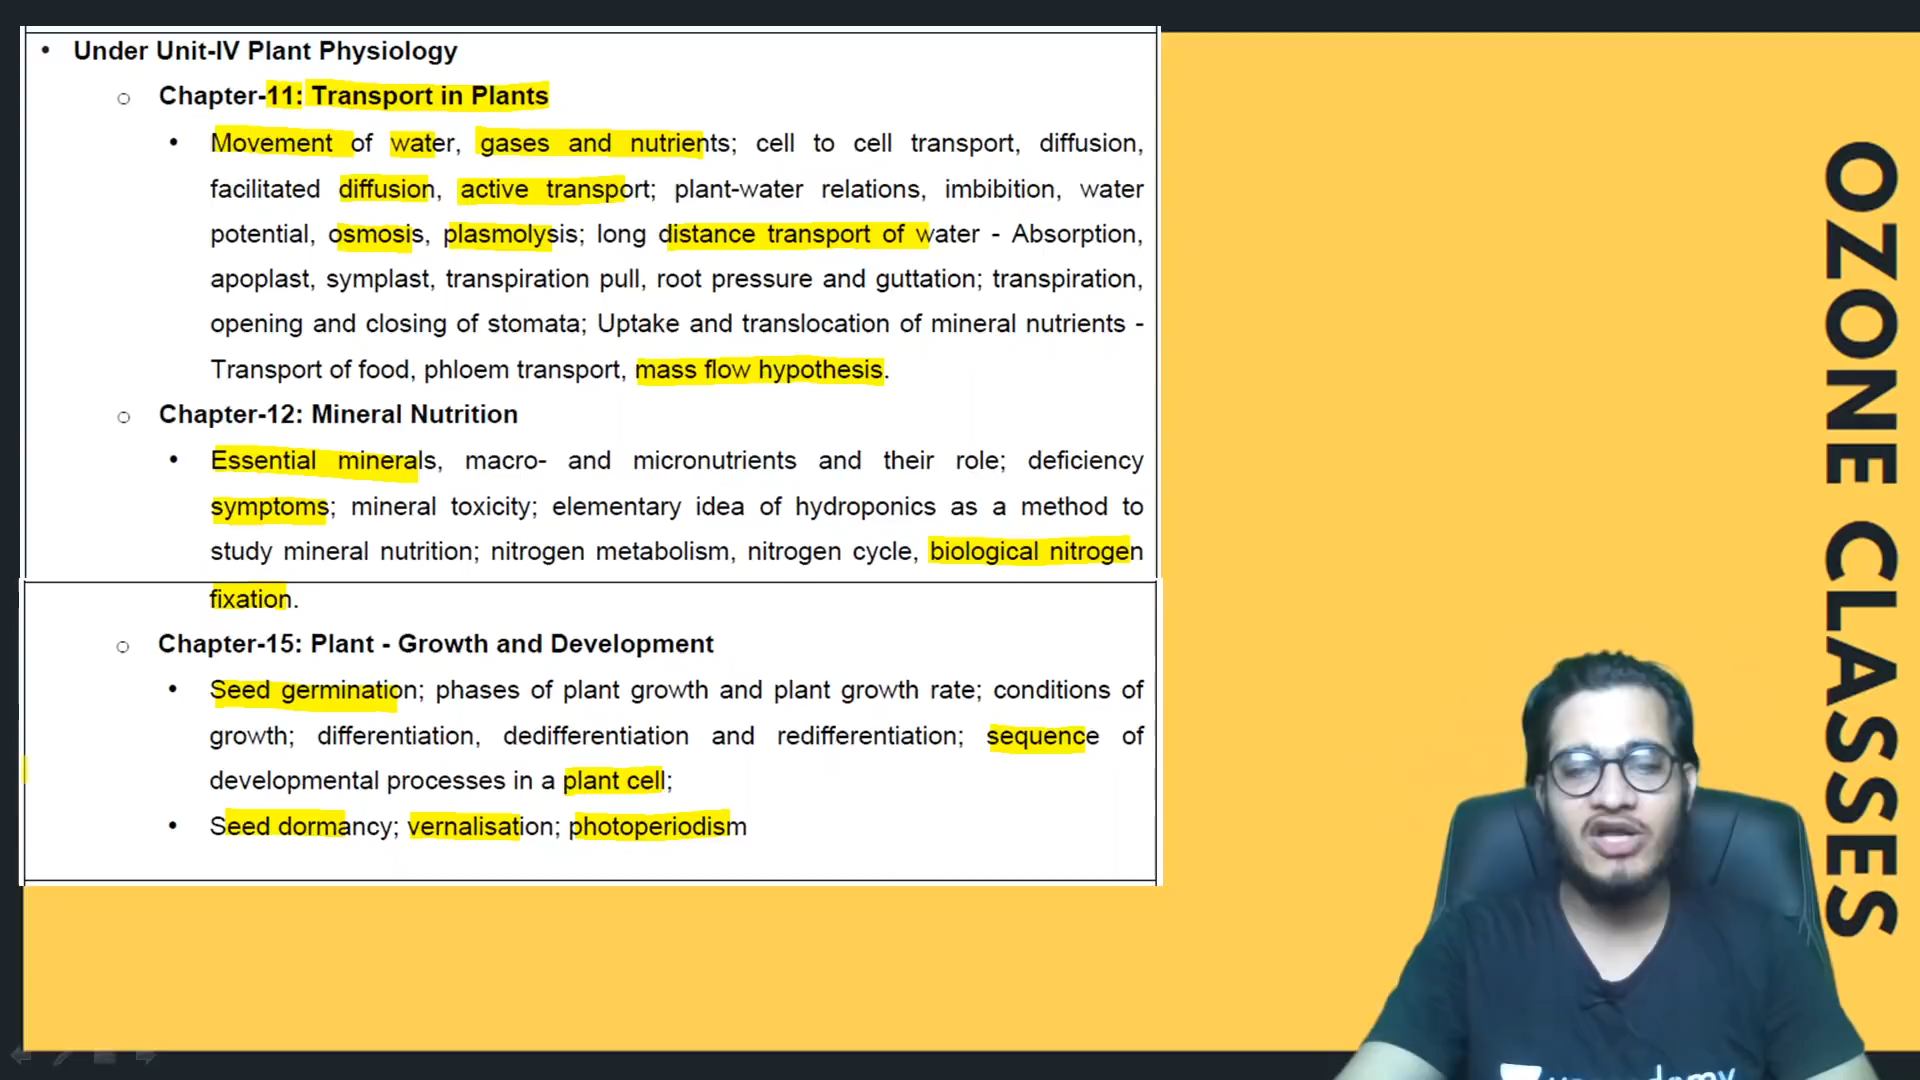 • Under Unit-IV Plant Physiology
○ Chapter-11: Transport in Plants
• Movement of water, gases and nutrients; cell to cell transport, diffusion,
facilitated diffusion, active transport; plant-water relations, imbibition, water
potential, osmosis, plasmolysis; long distance transport of water - Absorption,
apoplast, symplast, transpiration pull, root pressure and guttation; transpiration,
opening and closing of stomata; Uptake and translocation of mineral nutrients -
Transport of food, phloem transport, mass flow hypothesis.
○ Chapter-12: Mineral Nutrition
• Essential minerals, macro- and micronutrients and their role; deficiency
symptoms; mineral toxicity; elementary idea of hydroponics as a method to
study mineral nutrition; nitrogen metabolism, nitrogen cycle, biological nitrogen
fixation.
○ Chapter-15: Plant - Growth and Development
• Seed germination; phases of plant growth and plant growth rate; conditions of
growth; differentiation, dedifferentiation and redifferentiation; sequence of
developmental processes in a plant cell;
• Seed dormancy; vernalisation; photoperiodism
OZONE CLASSES